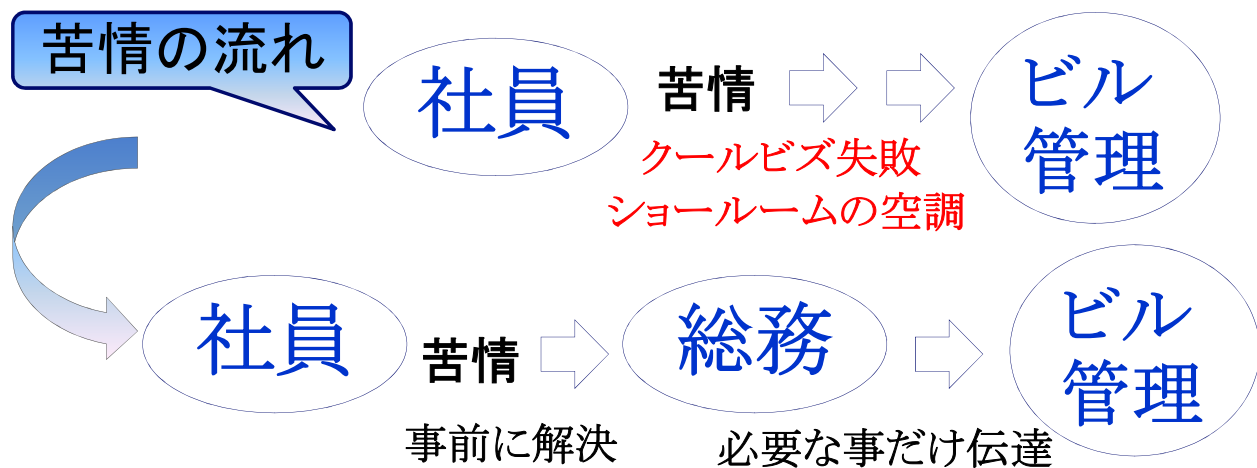 苦情の流れ
社員
苦情
ビル
管理
クールビズ失敗
ショールームの空調
社員
苦情
総務
ビル
管理
事前に解決
必要な事だけ伝達